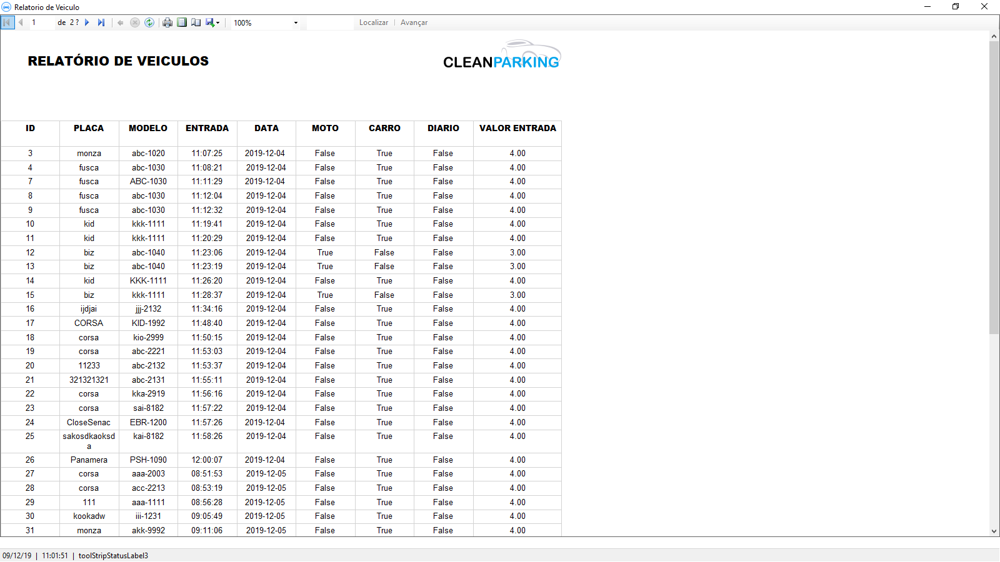 Relatorio de Veiculo
1 de 2 ? 100% Localizar | Avançar
RELATÓRIO DE VEICULOS
CLEANPARKING
ID PLACA MODELO ENTRADA DATA MOTO CARRO DIARIO VALOR ENTRADA
3 monza abc-1020 11:07:25 2019-12-04 False True False 4.00
4 fusca abc-1030 11:08:21 2019-12-04 False True False 4.00
7 fusca ABC-1030 11:11:29 2019-12-04 False True False 4.00
8 fusca abc-1030 11:12:04 2019-12-04 False True False 4.00
9 fusca abc-1030 11:12:32 2019-12-04 False True False 4.00
10 kid kkk-1111 11:19:41 2019-12-04 False True False 4.00
11 kid kkk-1111 11:20:29 2019-12-04 False True False 4.00
12 biz abc-1040 11:23:06 2019-12-04 True False False 3.00
13 biz abc-1040 11:23:19 2019-12-04 True False False 3.00
14 kid KKK-1111 11:26:20 2019-12-04 False True False 4.00
15 biz kkk-1111 11:28:37 2019-12-04 True False False 3.00
16 ijdjai jjj-2132 11:34:16 2019-12-04 False True False 4.00
17 CORSA KID-1992 11:48:40 2019-12-04 False True False 4.00
18 corsa kio-2999 11:50:15 2019-12-04 False True False 4.00
19 corsa abc-2221 11:53:03 2019-12-04 False True False 4.00
20 11233 abc-2132 11:53:37 2019-12-04 False True False 4.00
21 321321321 abc-2131 11:55:11 2019-12-04 False True False 4.00
22 corsa kka-2919 11:56:16 2019-12-04 False True False 4.00
23 corsa sai-8182 11:57:22 2019-12-04 False True False 4.00
24 CloseSenac EBR-1200 11:57:26 2019-12-04 False True False 4.00
25 sakosdkaoksd kai-8182 11:58:26 2019-12-04 False True False 4.00
a
26 Panamera PSH-1090 12:00:07 2019-12-04 False True False 4.00
27 corsa aaa-2003 08:51:53 2019-12-05 False True False 4.00
28 corsa acc-2213 08:53:19 2019-12-05 False True False 4.00
29 111 aaa-1111 08:56:28 2019-12-05 False True False 4.00
30 kookadw iii-1231 09:05:49 2019-12-05 False True False 4.00
31 monza akk-9992 09:11:06 2019-12-05 False True False 4.00
09/12/19 | 11:01:51 | toolStripStatusLabel3